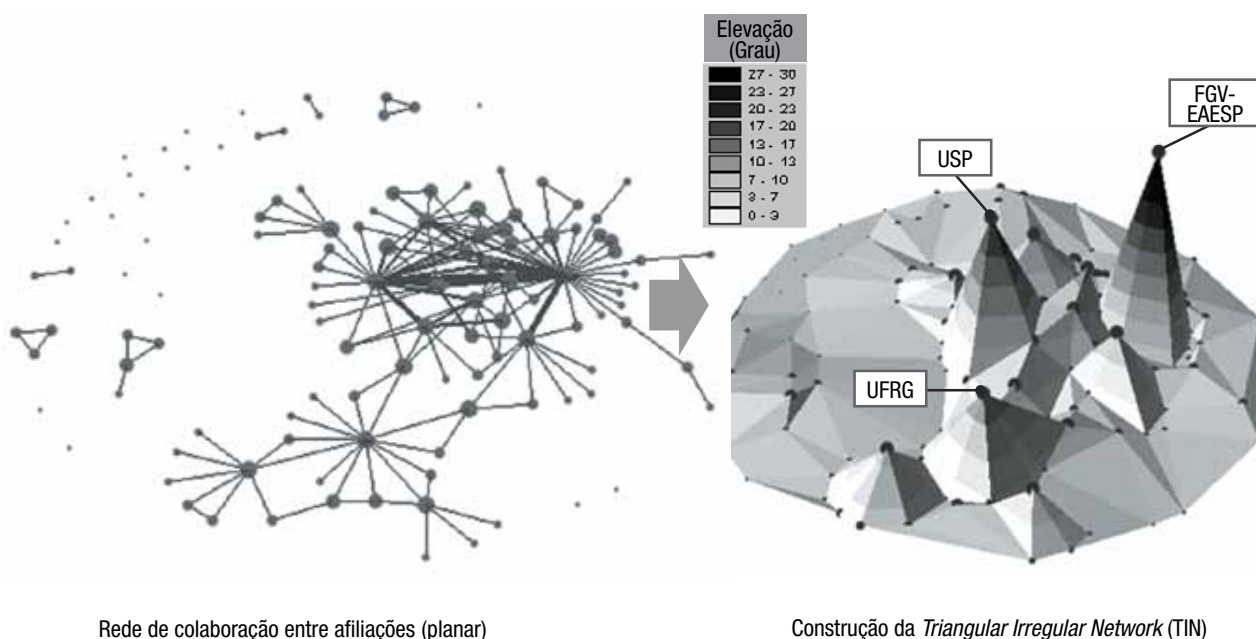 Elevação
(Grau)
27 - 30
23 - 27
20 - 23
17 - 20
13 - 17
10 - 13
7 - 10
3 - 7
0 - 3
FGV-
EAESP
USP
UFRG
Rede de colaboração entre afiliações (planar)
Construção da Triangular Irregular Network (TIN)